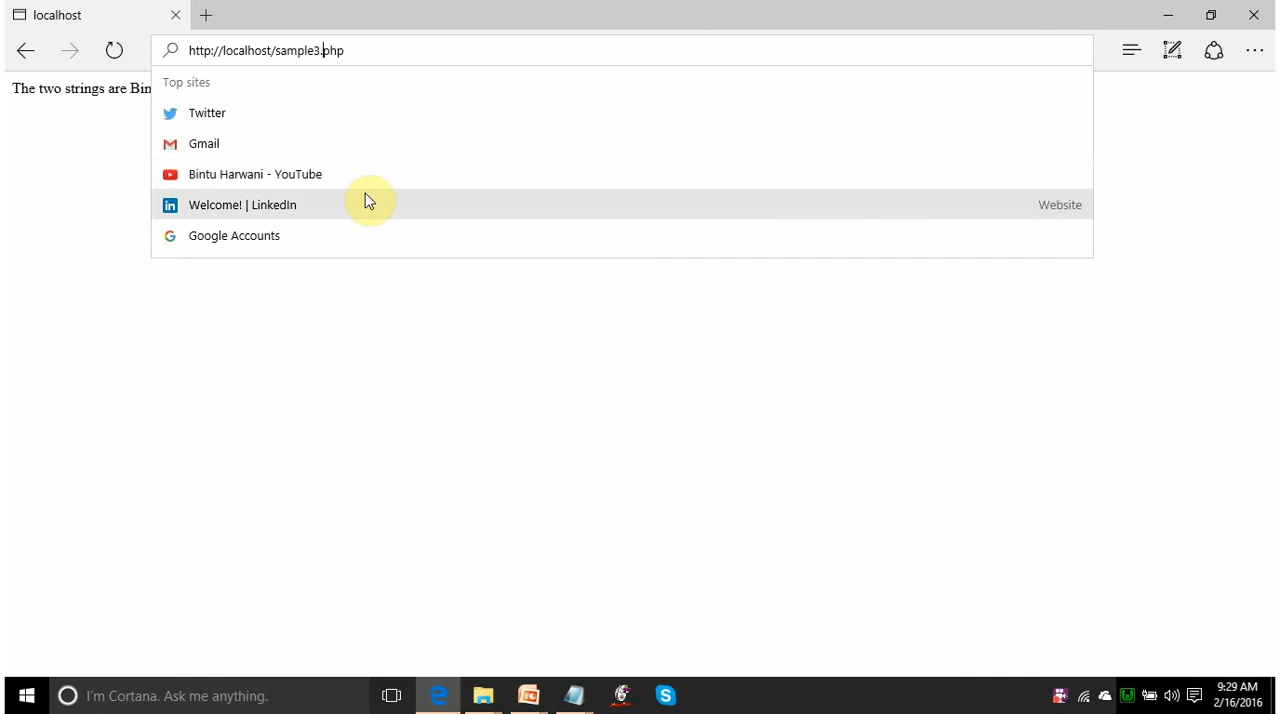 localhost
http://localhost/sample3.php
Top sites
The two strings are Bin
Twitter
Gmail
Bintu Harwani - YouTube
Welcome! | LinkedIn Website
Google Accounts
I'm Cortana. Ask me anything.
9:29 AM
2/16/2016